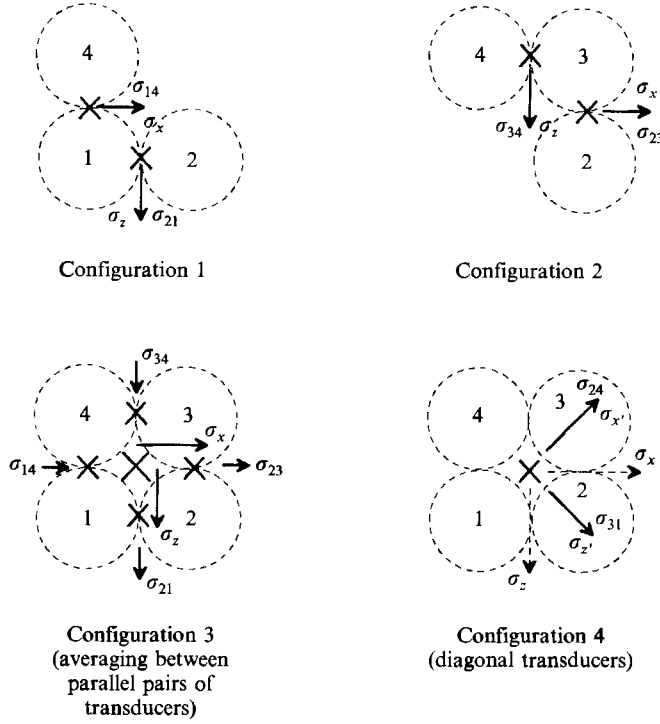 4
σ14
σx
1
2
σz
σ21
Configuration 1
4
3
σ34
σz
σx
σ23
2
Configuration 2
σ34
4
3
σx
σ14
σ23
1
2
σz
σ21
Configuration 3
(averaging between
parallel pairs of
transducers)
4
3
σ24
σx′
σx
2
1
σ31
σz′
σz
Configuration 4
(diagonal transducers)